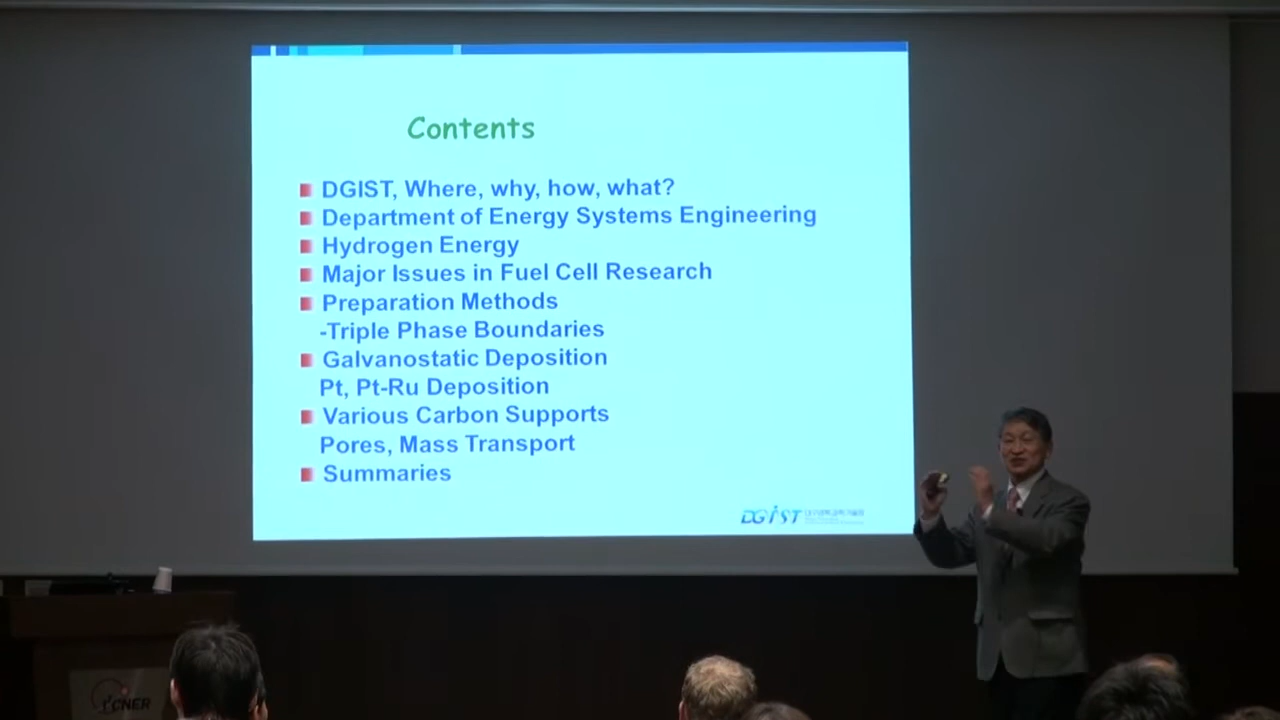 Contents
DGIST, Where, why, how, what?
Department of Energy Systems Engineering
Hydrogen Energy
Major Issues in Fuel Cell Research
Preparation Methods
-Triple Phase Boundaries
Galvanostatic Deposition
Pt, Pt-Ru Deposition
Various Carbon Supports
Pores, Mass Transport
Summaries
DGIST
I²CNER